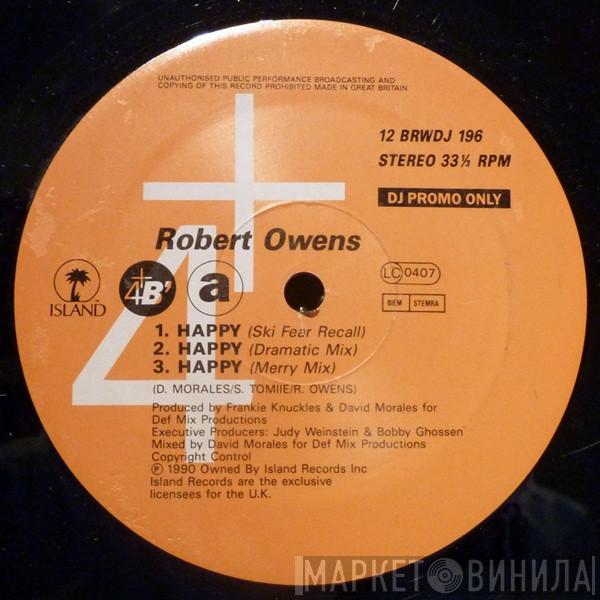 UNAUTHORISED PUBLIC PERFORMANCE BROADCASTING AND
COPYING OF THIS RECORD PROHIBITED MADE IN GREAT BRITAIN
12 BRWDJ 196
STEREO 33⅓ RPM
DJ PROMO ONLY
4+
Robert Owens
ISLAND
4+B'
a
LC 0407
BIEM STEMRA
1. HAPPY (Ski Fear Recall)
2. HAPPY (Dramatic Mix)
3. HAPPY (Merry Mix)
(D. MORALES/S. TOMIIE/R. OWENS)
Produced by Frankie Knuckles & David Morales for
Def Mix Productions
Executive Producers: Judy Weinstein & Bobby Ghossen
Mixed by David Morales for Def Mix Productions
Copyright Control
℗ 1990 Owned By Island Records Inc
Island Records are the exclusive
licensees for the U.K.
МАРКЕТ ВИНИЛА